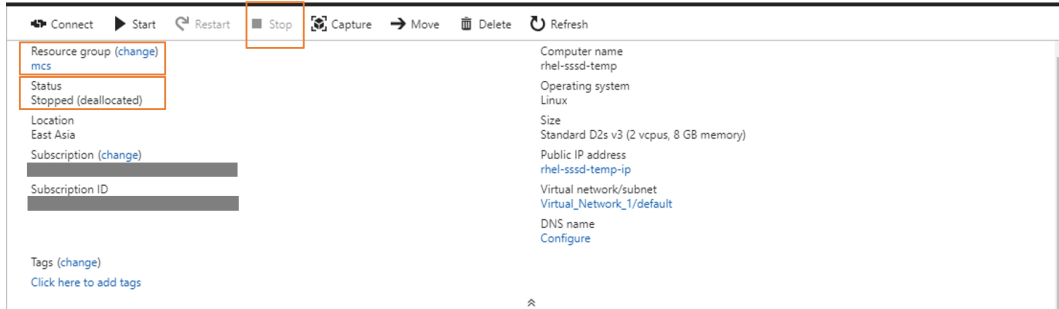 Connect Start Restart Stop Capture Move Delete Refresh
Resource group (change)
mcs
Status
Stopped (deallocated)
Location
East Asia
Subscription (change)
Subscription ID
Tags (change)
Click here to add tags
Computer name
rhel-sssd-temp
Operating system
Linux
Size
Standard D2s v3 (2 vcpus, 8 GB memory)
Public IP address
rhel-sssd-temp-ip
Virtual network/subnet
Virtual_Network_1/default
DNS name
Configure